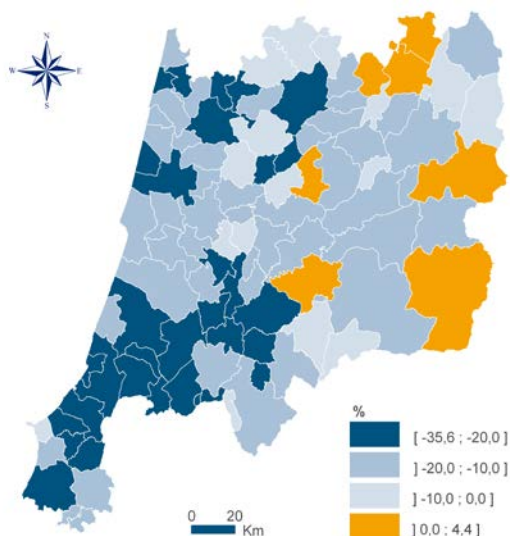 N
W E
S
%
[ -35,6 ; -20,0 ]
] -20,0 ; -10,0 ]
] -10,0 ; 0,0 ]
] 0,0 ; 4,4 ]
0 20
Km